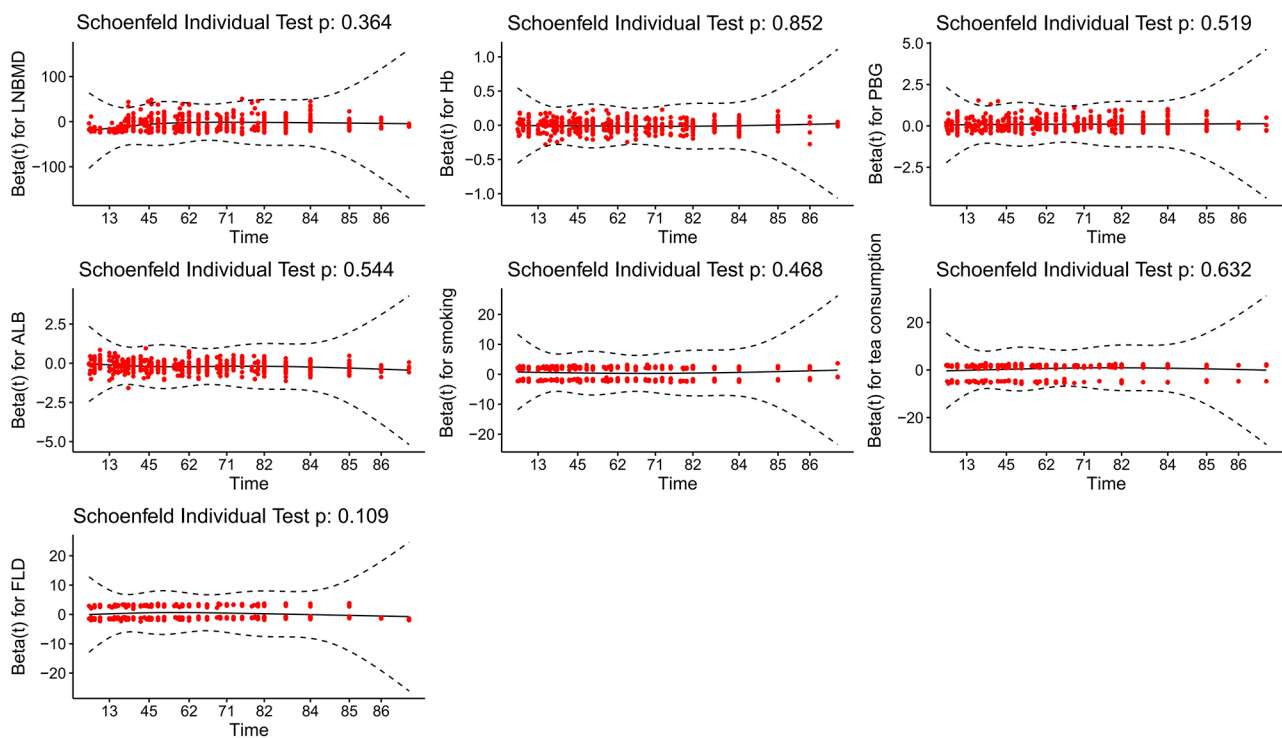 Schoenfeld Individual Test p: 0.364
Beta(t) for LNBMD
100
0
−100
13 45 62 71 82 84 85 86
Time
Schoenfeld Individual Test p: 0.852
Beta(t) for Hb
1.0
0.5
0.0
−0.5
−1.0
13 45 62 71 82 84 85 86
Time
Schoenfeld Individual Test p: 0.519
Beta(t) for PBG
5.0
2.5
0.0
−2.5
13 45 62 71 82 84 85 86
Time
Schoenfeld Individual Test p: 0.544
Beta(t) for ALB
2.5
0.0
−2.5
−5.0
13 45 62 71 82 84 85 86
Time
Schoenfeld Individual Test p: 0.468
Beta(t) for smoking
20
10
0
−10
−20
13 45 62 71 82 84 85 86
Time
Schoenfeld Individual Test p: 0.632
Beta(t) for tea consumption
20
0
−20
13 45 62 71 82 84 85 86
Time
Schoenfeld Individual Test p: 0.109
Beta(t) for FLD
20
10
0
−10
−20
13 45 62 71 82 84 85 86
Time